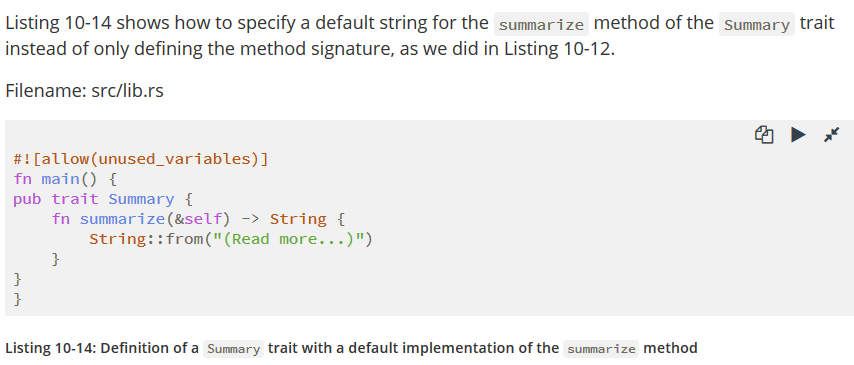 Listing 10-14 shows how to specify a default string for the summarize method of the Summary trait
instead of only defining the method signature, as we did in Listing 10-12.
Filename: src/lib.rs
#![allow(unused_variables)]
fn main() {
pub trait Summary {
    fn summarize(&self) -> String {
        String::from("(Read more...)")
    }
}
}
Listing 10-14: Definition of a Summary trait with a default implementation of the summarize method